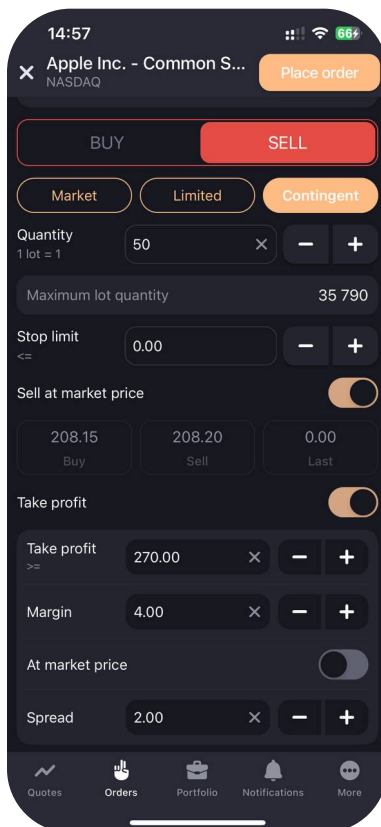 14:57
66
Apple Inc. - Common S...
NASDAQ
Place order
BUY
SELL
Market
Limited
Contingent
Quantity
1 lot = 1
50
Maximum lot quantity
35 790
Stop limit
<=
0.00
Sell at market price
208.15
Buy
208.20
Sell
0.00
Last
Take profit
Take profit
>=
270.00
Margin
4.00
At market price
Spread
2.00
Quotes
Orders
Portfolio
Notifications
More